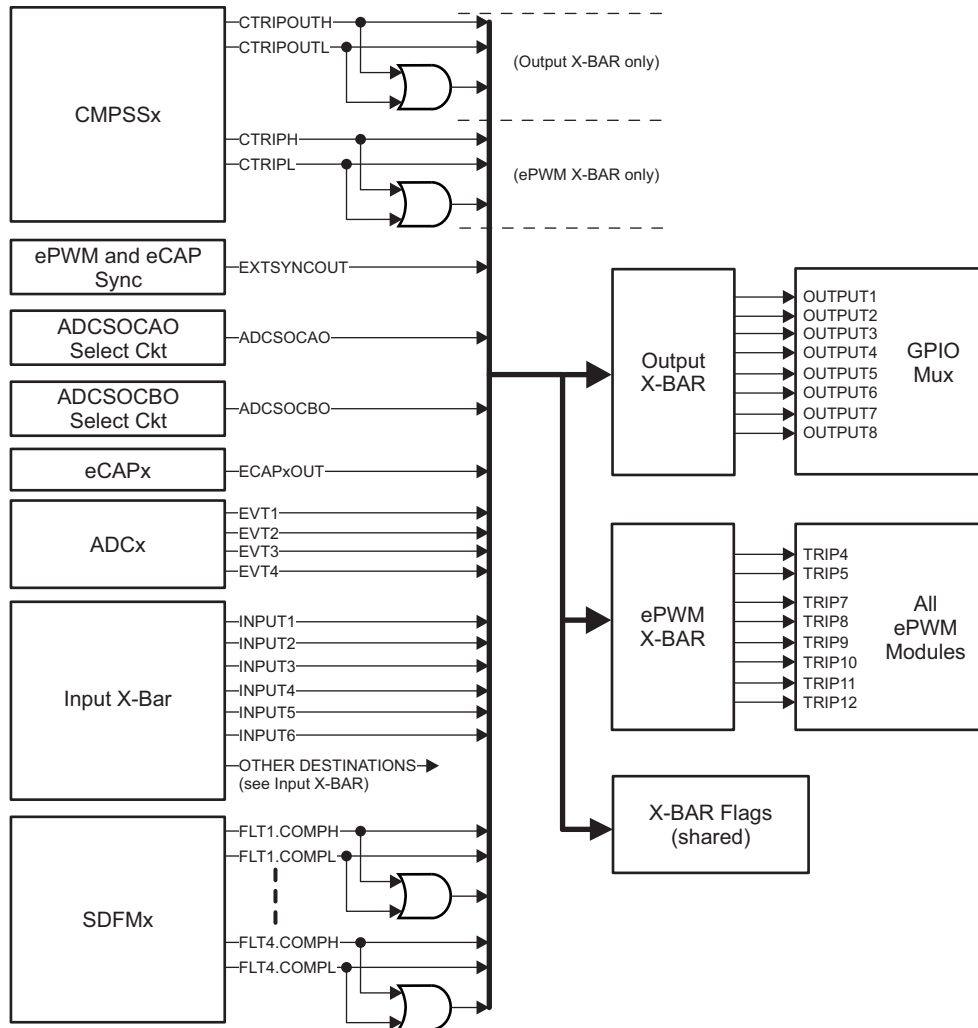 CMPSSx
CTRIPOUTH
CTRIPOUTL
CTRIPH
CTRIPL
(Output X-BAR only)
(ePWM X-BAR only)
ePWM and eCAP
Sync
EXTSYNCOUT
ADCSOCAO
Select Ckt
ADCSOCAO
ADCSOCBO
Select Ckt
ADCSOCBO
eCAPx
ECAPxOUT
ADCx
EVT1
EVT2
EVT3
EVT4
Input X-Bar
INPUT1
INPUT2
INPUT3
INPUT4
INPUT5
INPUT6
OTHER DESTINATIONS
(see Input X-BAR)
SDFMx
FLT1.COMPH
FLT1.COMPL
FLT4.COMPH
FLT4.COMPL
Output
X-BAR
OUTPUT1
OUTPUT2
OUTPUT3
OUTPUT4
OUTPUT5
OUTPUT6
OUTPUT7
OUTPUT8
GPIO
Mux
ePWM
X-BAR
TRIP4
TRIP5
TRIP7
TRIP8
TRIP9
TRIP10
TRIP11
TRIP12
All
ePWM
Modules
X-BAR Flags
(shared)